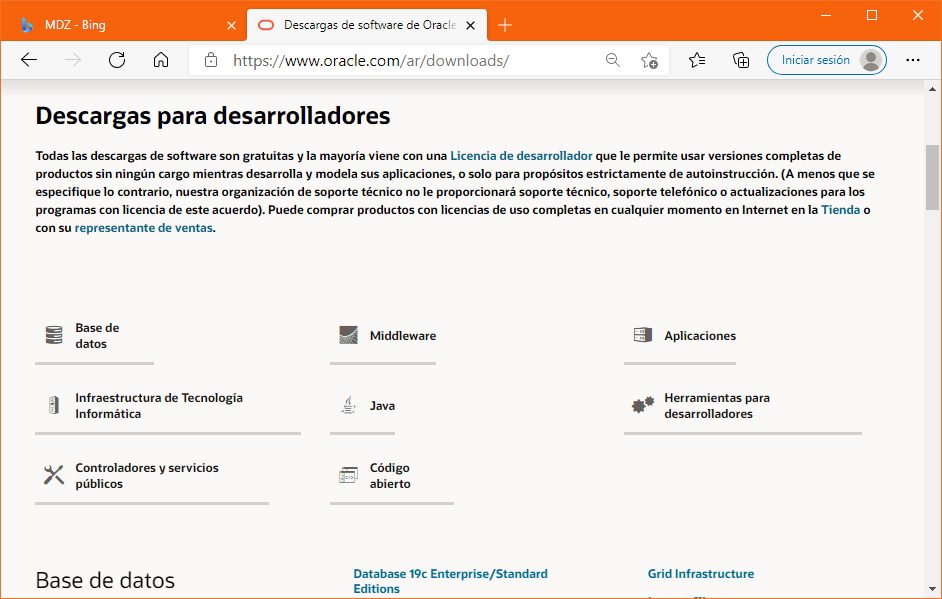 MDZ - Bing
Descargas de software de Oracle
https://www.oracle.com/ar/downloads/
Iniciar sesión
Descargas para desarrolladores
Todas las descargas de software son gratuitas y la mayoría viene con una Licencia de desarrollador que le permite usar versiones completas de
productos sin ningún cargo mientras desarrolla y modela sus aplicaciones, o solo para propósitos estrictamente de autoinstrucción. (A menos que se
especifique lo contrario, nuestra organización de soporte técnico no le proporcionará soporte técnico, soporte telefónico o actualizaciones para los
programas con licencia de este acuerdo). Puede comprar productos con licencias de uso completas en cualquier momento en Internet en la Tienda o
con su representante de ventas.
Base de
datos
Middleware
Aplicaciones
Infraestructura de Tecnología
Informática
Java
Herramientas para
desarrolladores
Controladores y servicios
públicos
Código
abierto
Base de datos
Database 19c Enterprise/Standard
Editions
Grid Infrastructure